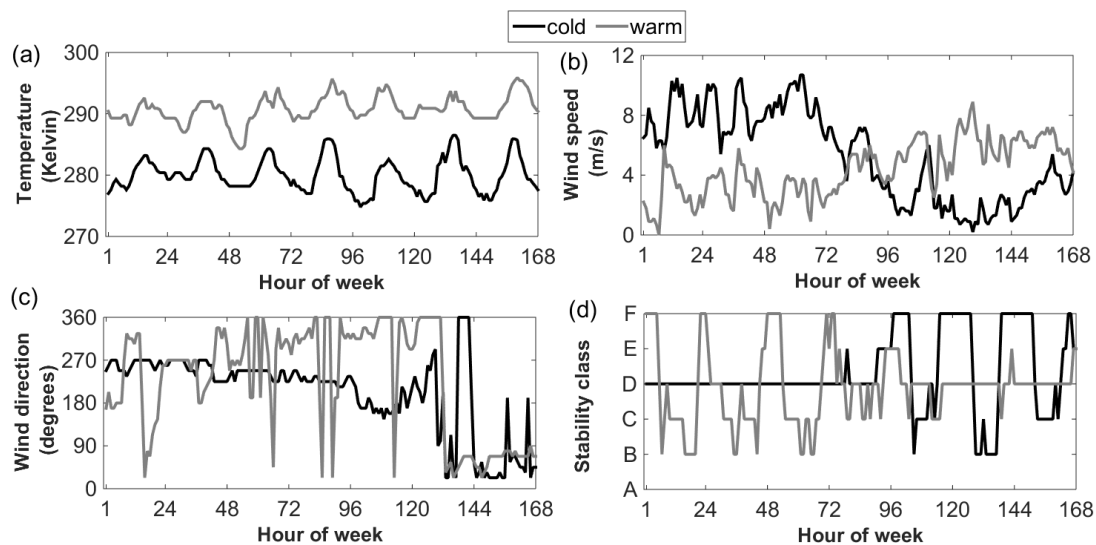 cold warm
(a)
Temperature
(Kelvin)
300
290
280
270
1 24 48 72 96 120 144 168
Hour of week
(b)
Wind speed
(m/s)
12
8
4
0
1 24 48 72 96 120 144 168
Hour of week
(c)
Wind direction
(degrees)
360
270
180
90
0
1 24 48 72 96 120 144 168
Hour of week
(d)
Stability class
F
E
D
C
B
A
1 24 48 72 96 120 144 168
Hour of week